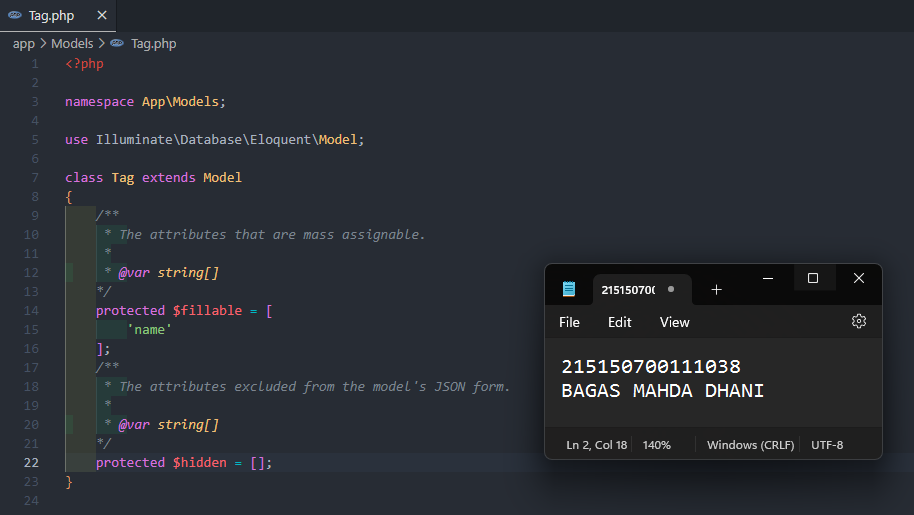 Tag.php
app > Models > Tag.php
1 <?php
2
3 namespace App\Models;
4
5 use Illuminate\Database\Eloquent\Model;
6
7 class Tag extends Model
8 {
9     /**
10      * The attributes that are mass assignable.
11      *
12      * @var string[]
13     */
14     protected $fillable = [
15         'name'
16     ];
17     /**
18      * The attributes excluded from the model's JSON form.
19      *
20      * @var string[]
21     */
22     protected $hidden = [];
23 }
24
215150700
File Edit View
215150700111038
BAGAS MAHDA DHANI
Ln 2, Col 18 140% Windows (CRLF) UTF-8